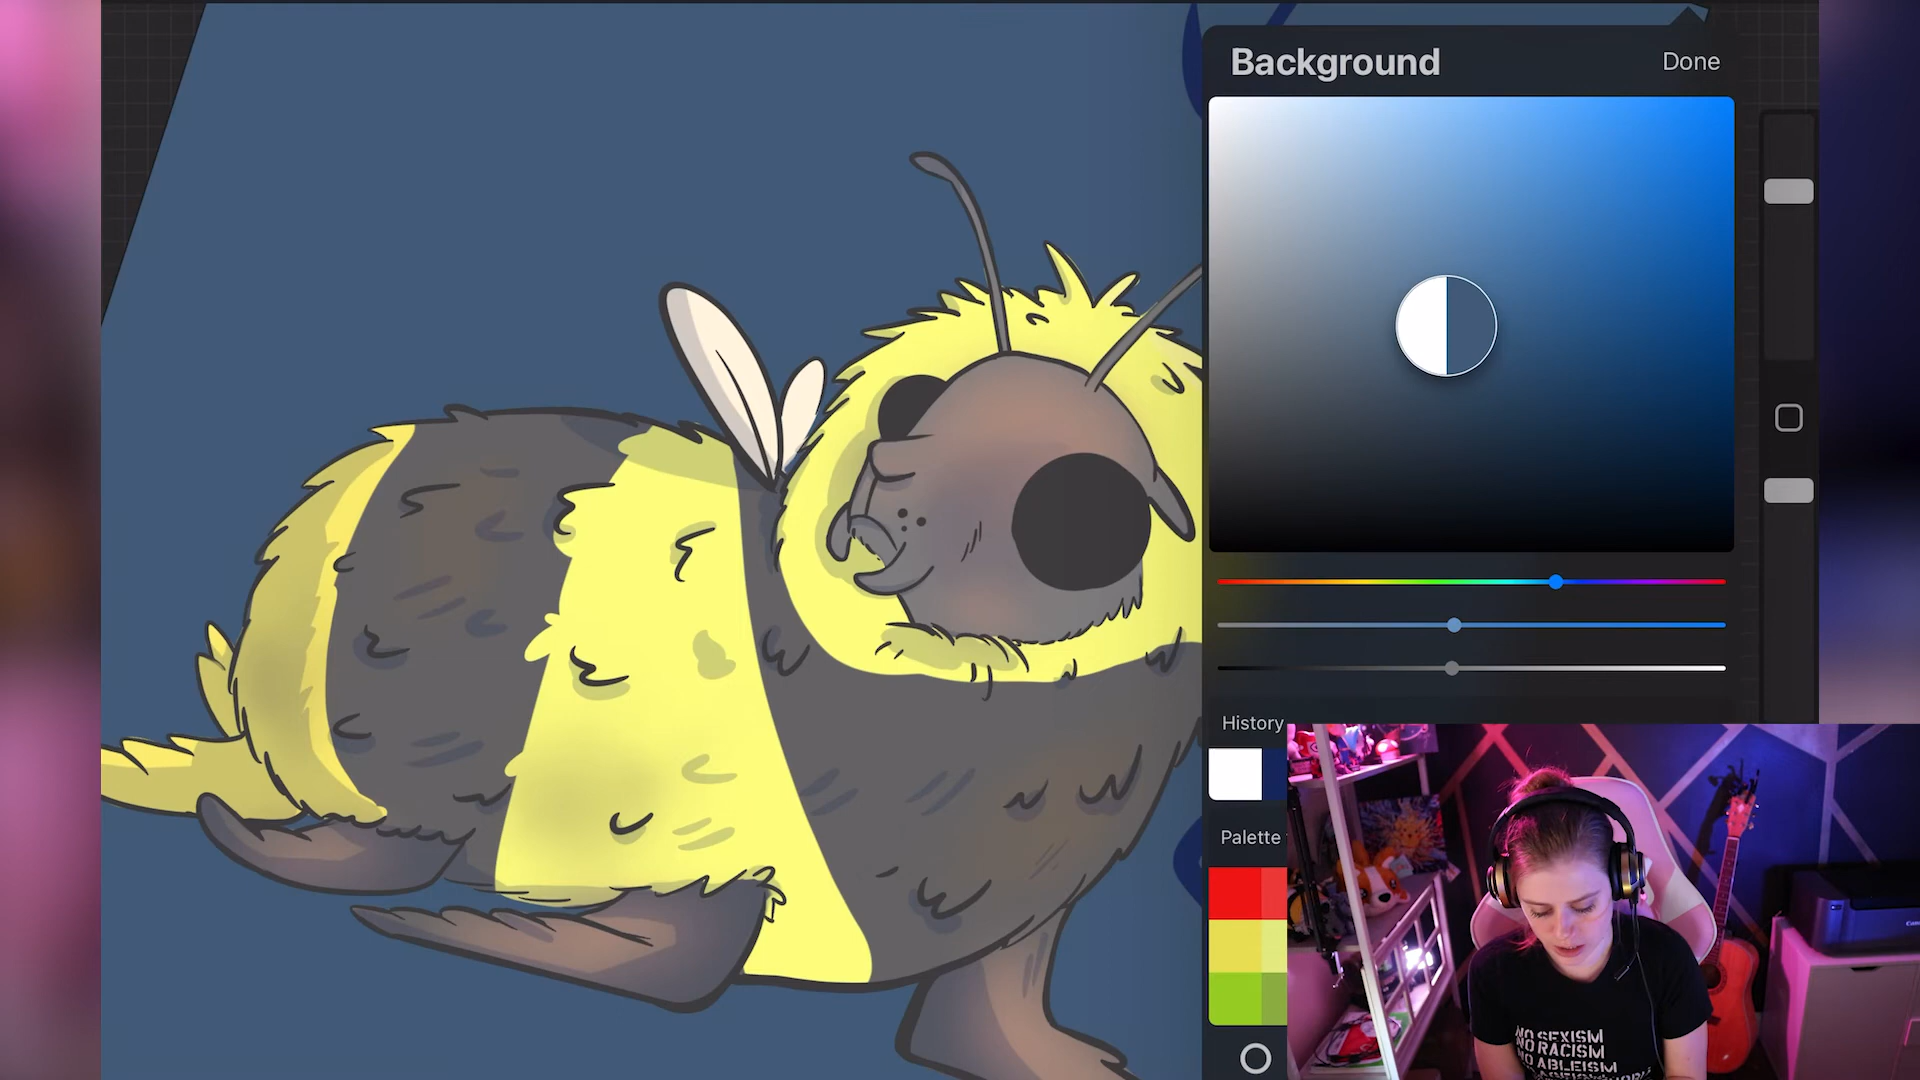 Background
Done
History
Palette
NO SEXISM
NO RACISM
NO ABLEISM